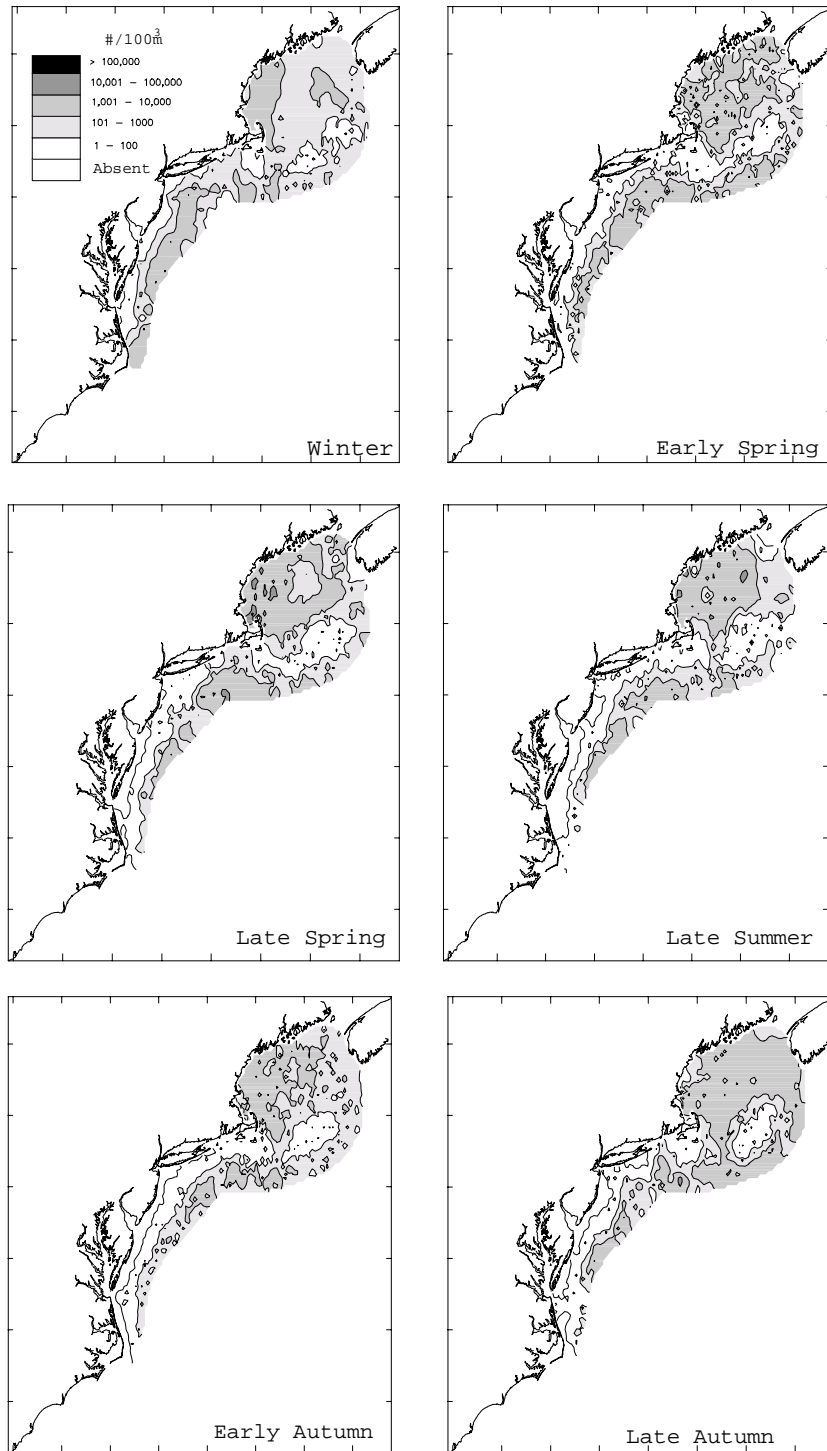 #/100m³
> 100,000
10,001 – 100,000
1,001 – 10,000
101 – 1000
1 – 100
Absent
Winter
Early Spring
Late Spring
Late Summer
Early Autumn
Late Autumn